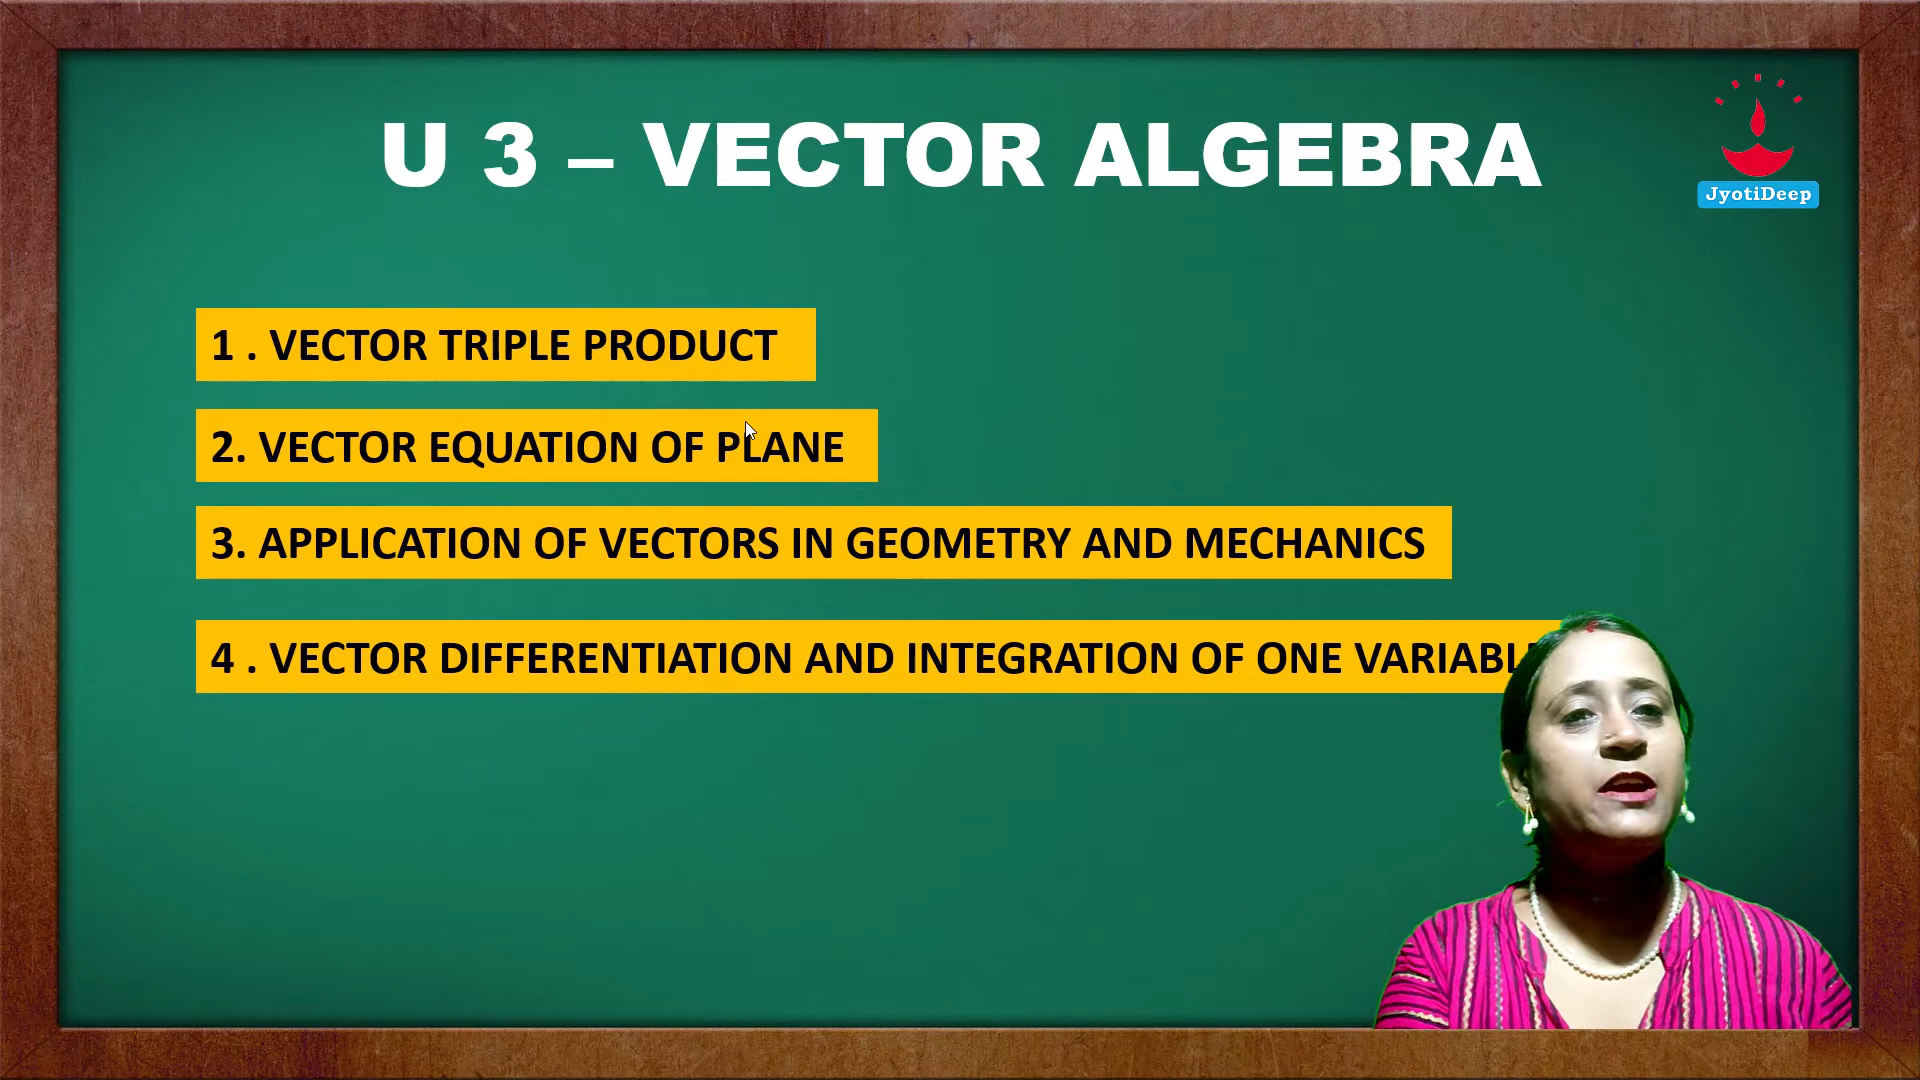 U 3 – VECTOR ALGEBRA
JyotiDeep
1 . VECTOR TRIPLE PRODUCT
2. VECTOR EQUATION OF PLANE
3. APPLICATION OF VECTORS IN GEOMETRY AND MECHANICS
4 . VECTOR DIFFERENTIATION AND INTEGRATION OF ONE VARIABLE